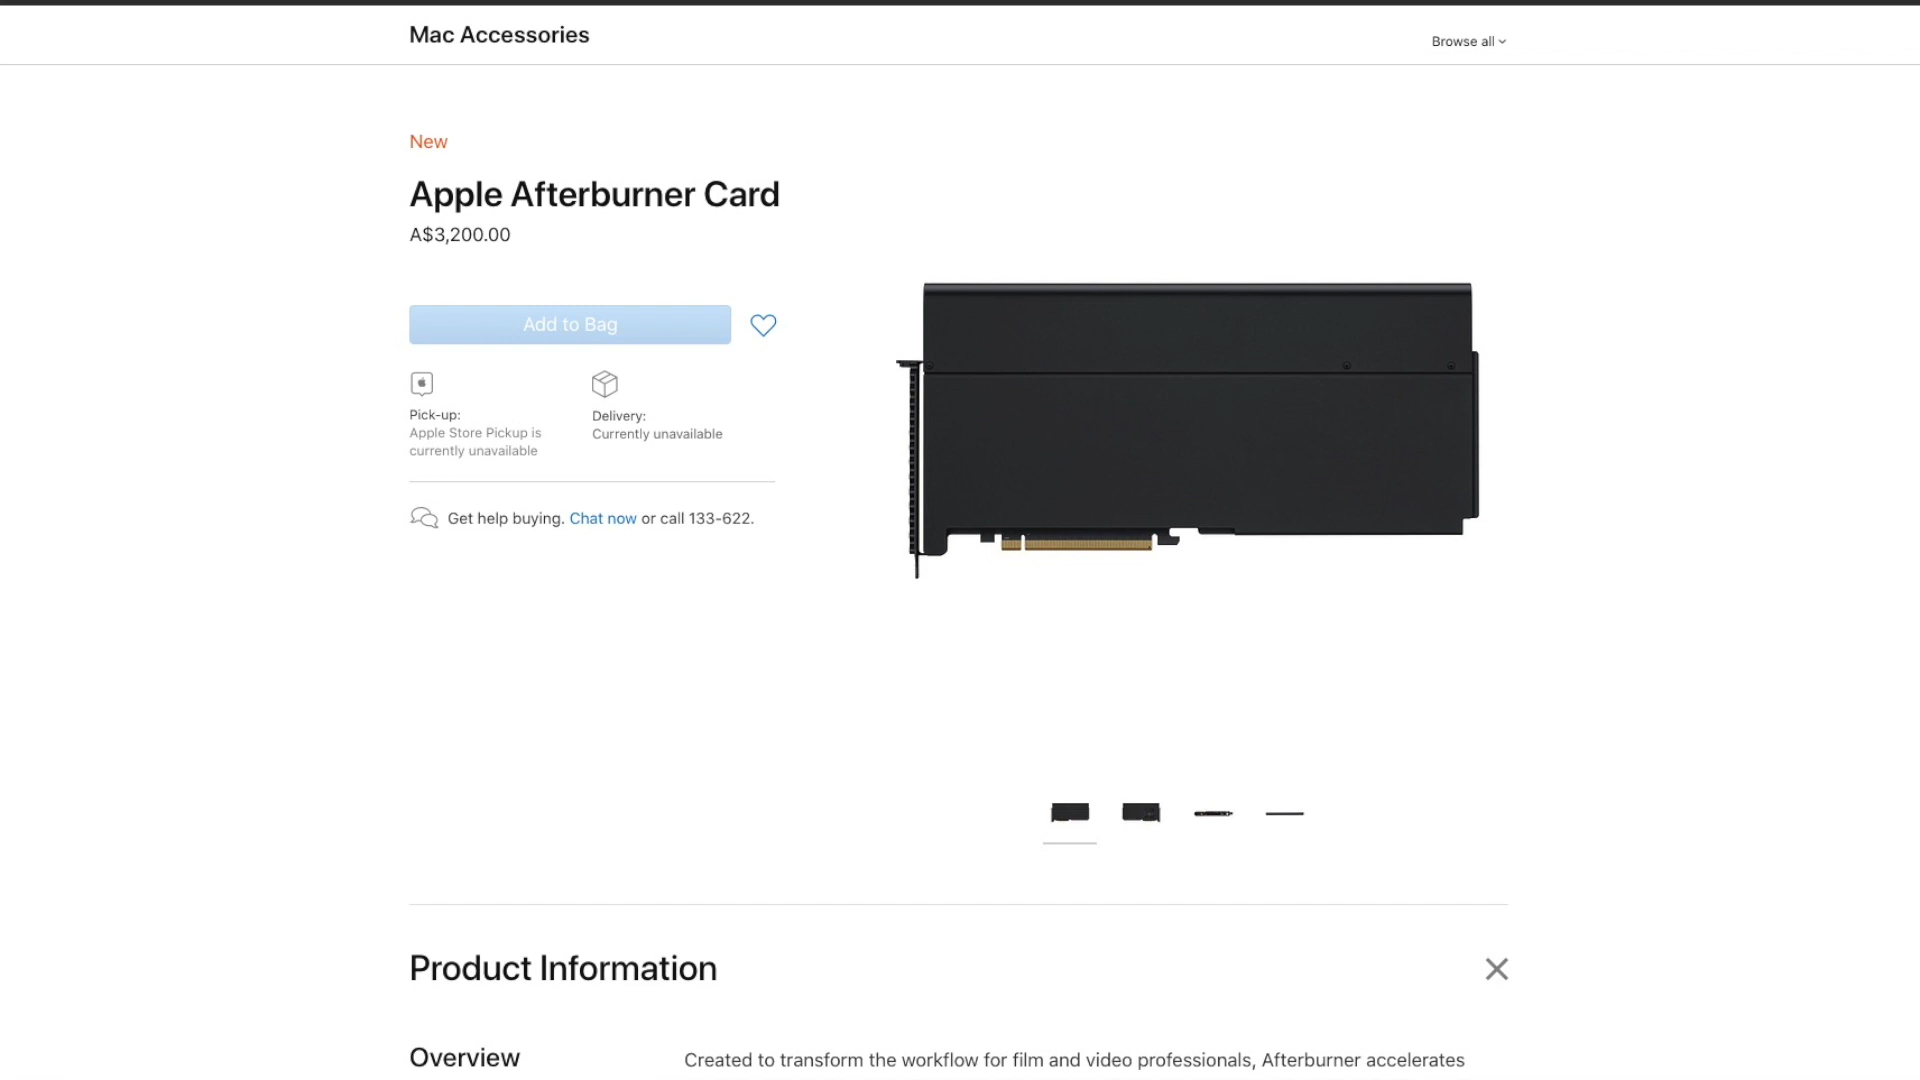 Mac Accessories
Browse all
New
Apple Afterburner Card
A$3,200.00
Add to Bag
Pick-up:
Apple Store Pickup is
currently unavailable
Delivery:
Currently unavailable
Get help buying. Chat now or call 133-622.
Product Information
Overview
Created to transform the workflow for film and video professionals, Afterburner accelerates